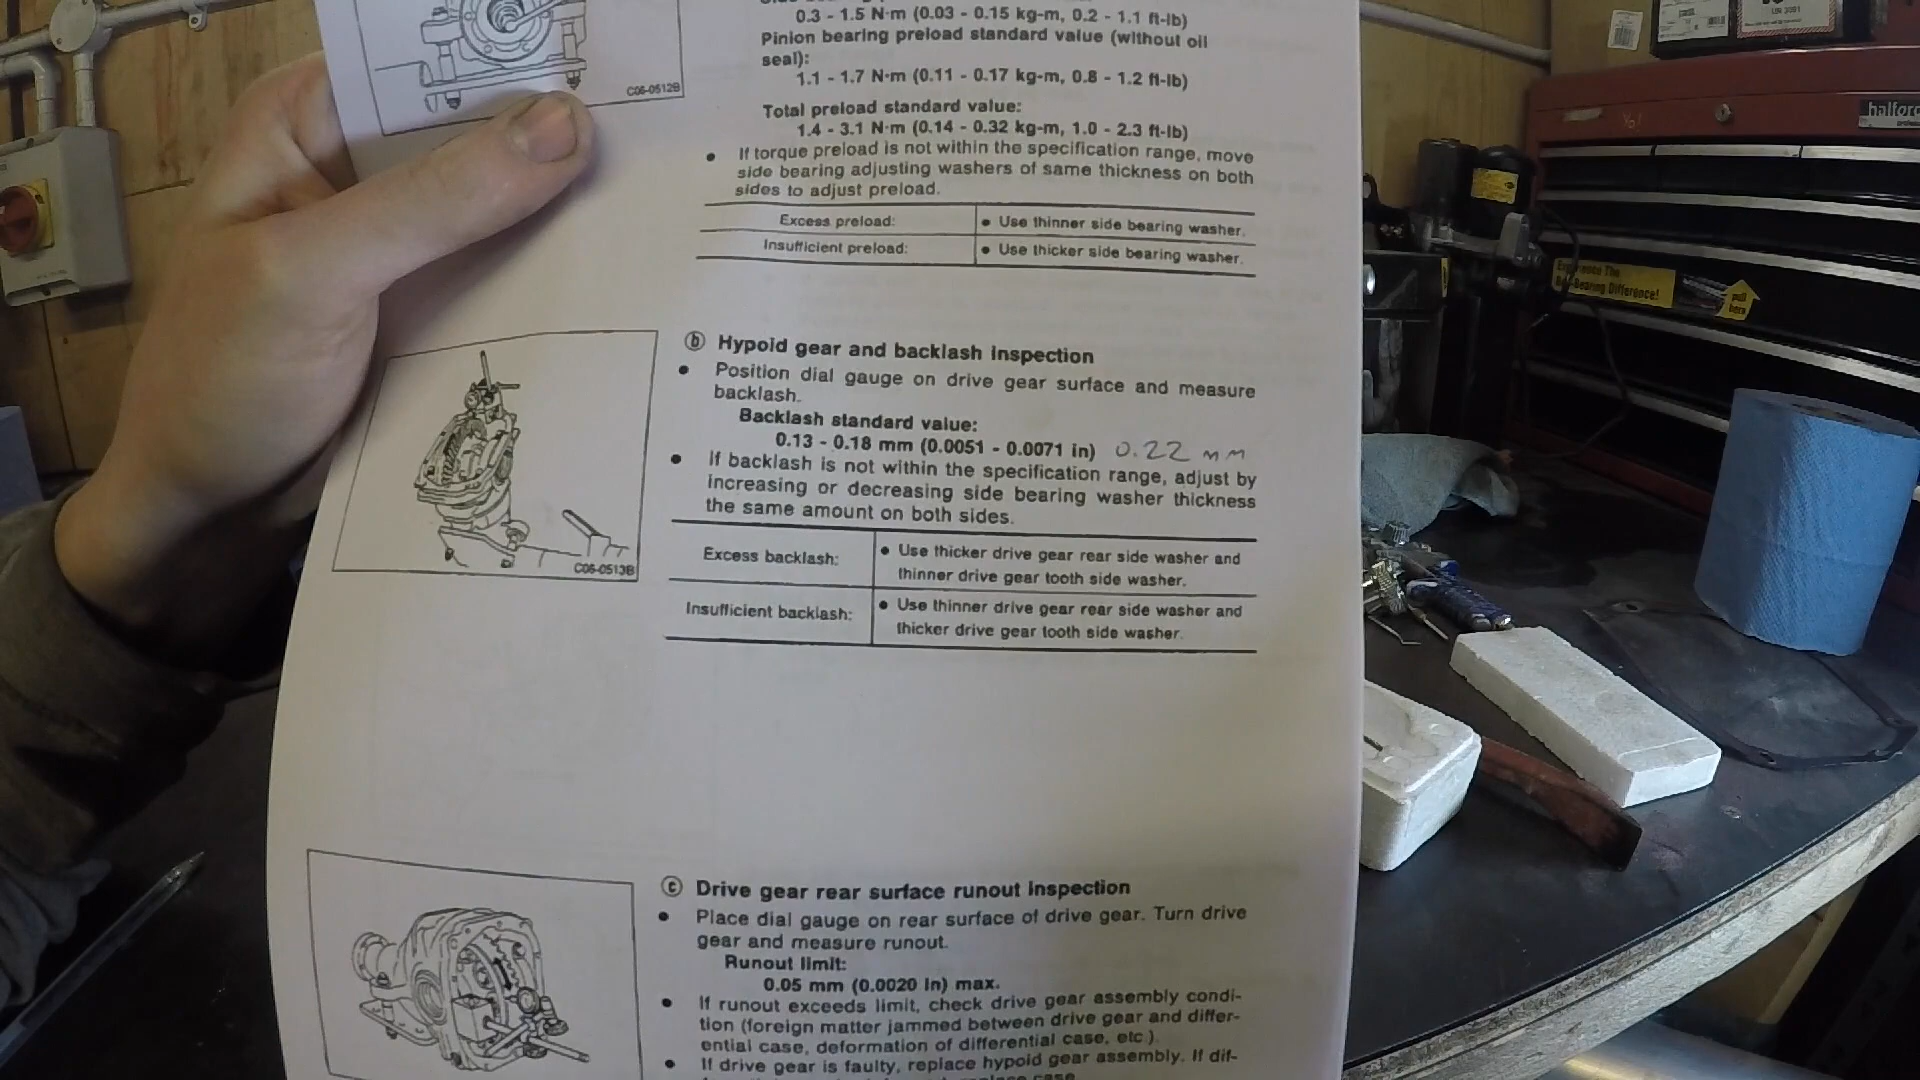 0.3 - 1.5 N·m (0.03 - 0.15 kg-m, 0.2 - 1.1 ft-lb)
Pinion bearing preload standard value (without oil
seal):
1.1 - 1.7 N·m (0.11 - 0.17 kg-m, 0.8 - 1.2 ft-lb)
C06-0512B
Total preload standard value:
1.4 - 3.1 N·m (0.14 - 0.32 kg-m, 1.0 - 2.3 ft-lb)
• If torque preload is not within the specification range, move
side bearing adjusting washers of same thickness on both
sides to adjust preload.
Excess preload: • Use thinner side bearing washer.
Insufficient preload: • Use thicker side bearing washer.
ⓑ Hypoid gear and backlash inspection
• Position dial gauge on drive gear surface and measure
backlash.
Backlash standard value:
0.13 - 0.18 mm (0.0051 - 0.0071 in) 0.22 mm
• If backlash is not within the specification range, adjust by
increasing or decreasing side bearing washer thickness
the same amount on both sides.
C06-0513B
Excess backlash: • Use thicker drive gear rear side washer and
thinner drive gear tooth side washer.
Insufficient backlash: • Use thinner drive gear rear side washer and
thicker drive gear tooth side washer.
ⓒ Drive gear rear surface runout inspection
• Place dial gauge on rear surface of drive gear. Turn drive
gear and measure runout.
Runout limit:
0.05 mm (0.0020 in) max.
• If runout exceeds limit, check drive gear assembly condi-
tion (foreign matter jammed between drive gear and differ-
ential case, deformation of differential case, etc.).
• If drive gear is faulty, replace hypoid gear assembly. If dif-
halford
The
Bearing Difference!
pull
here